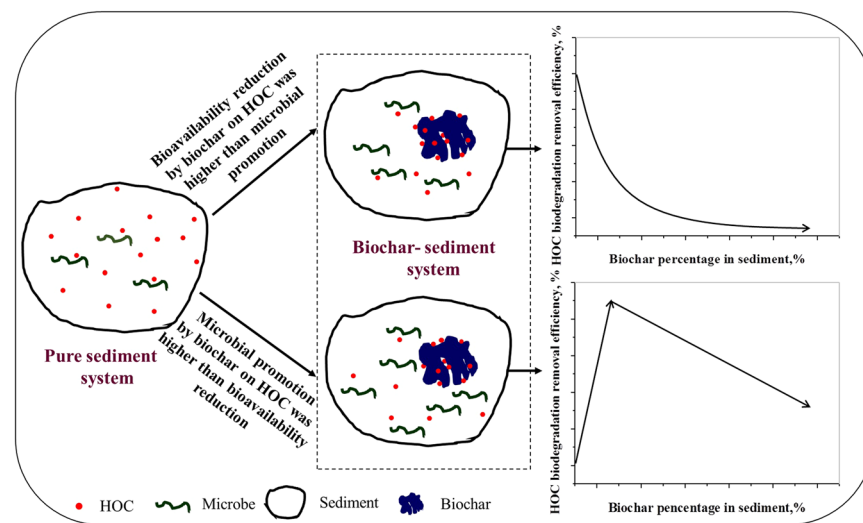 Bioavailability reduction
by biochar on HOC was
higher than microbial
promotion
Pure sediment
system
Microbial promotion
by biochar on HOC was
higher than bioavailability
reduction
Biochar- sediment
system
HOC biodegradation removal efficiency, %
Biochar percentage in sediment,%
HOC biodegradation removal efficiency, %
Biochar pencentage in sediment,%
HOC
Microbe
Sediment
Biochar